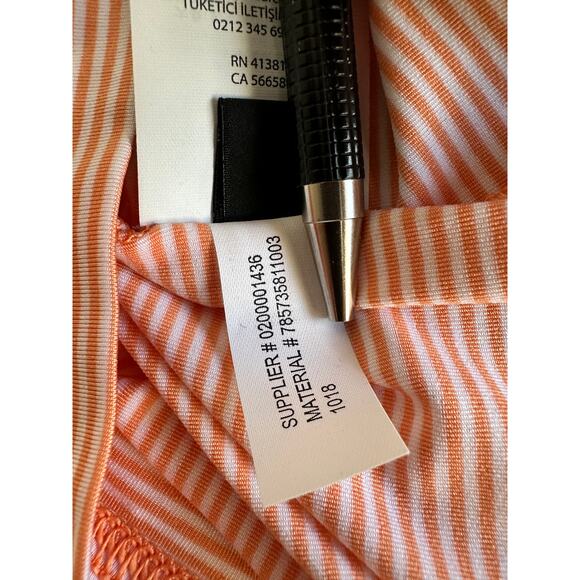 TÜKETİCİ İLETİŞİ
0212 345 69
RN 41381
CA 56658
SUPPLIER # 0200001436
MATERIAL # 785735811003
1018